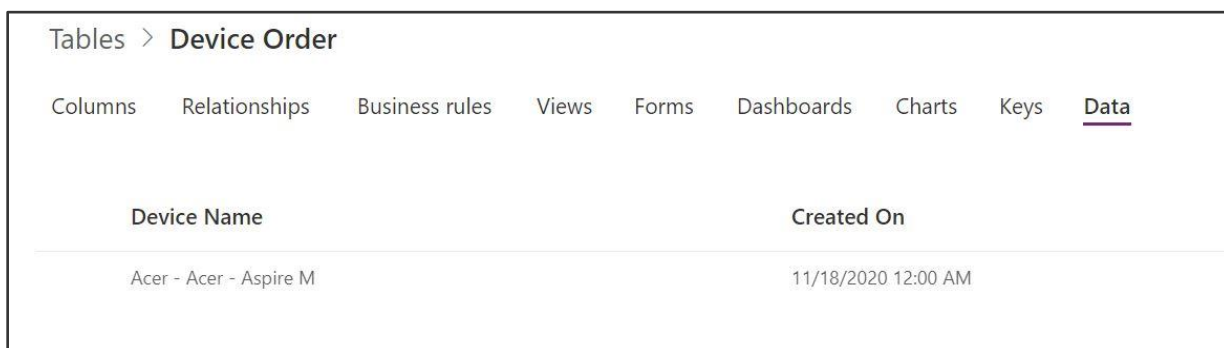 Tables > Device Order
Columns Relationships Business rules Views Forms Dashboards Charts Keys Data
Device Name Created On
Acer - Acer - Aspire M 11/18/2020 12:00 AM